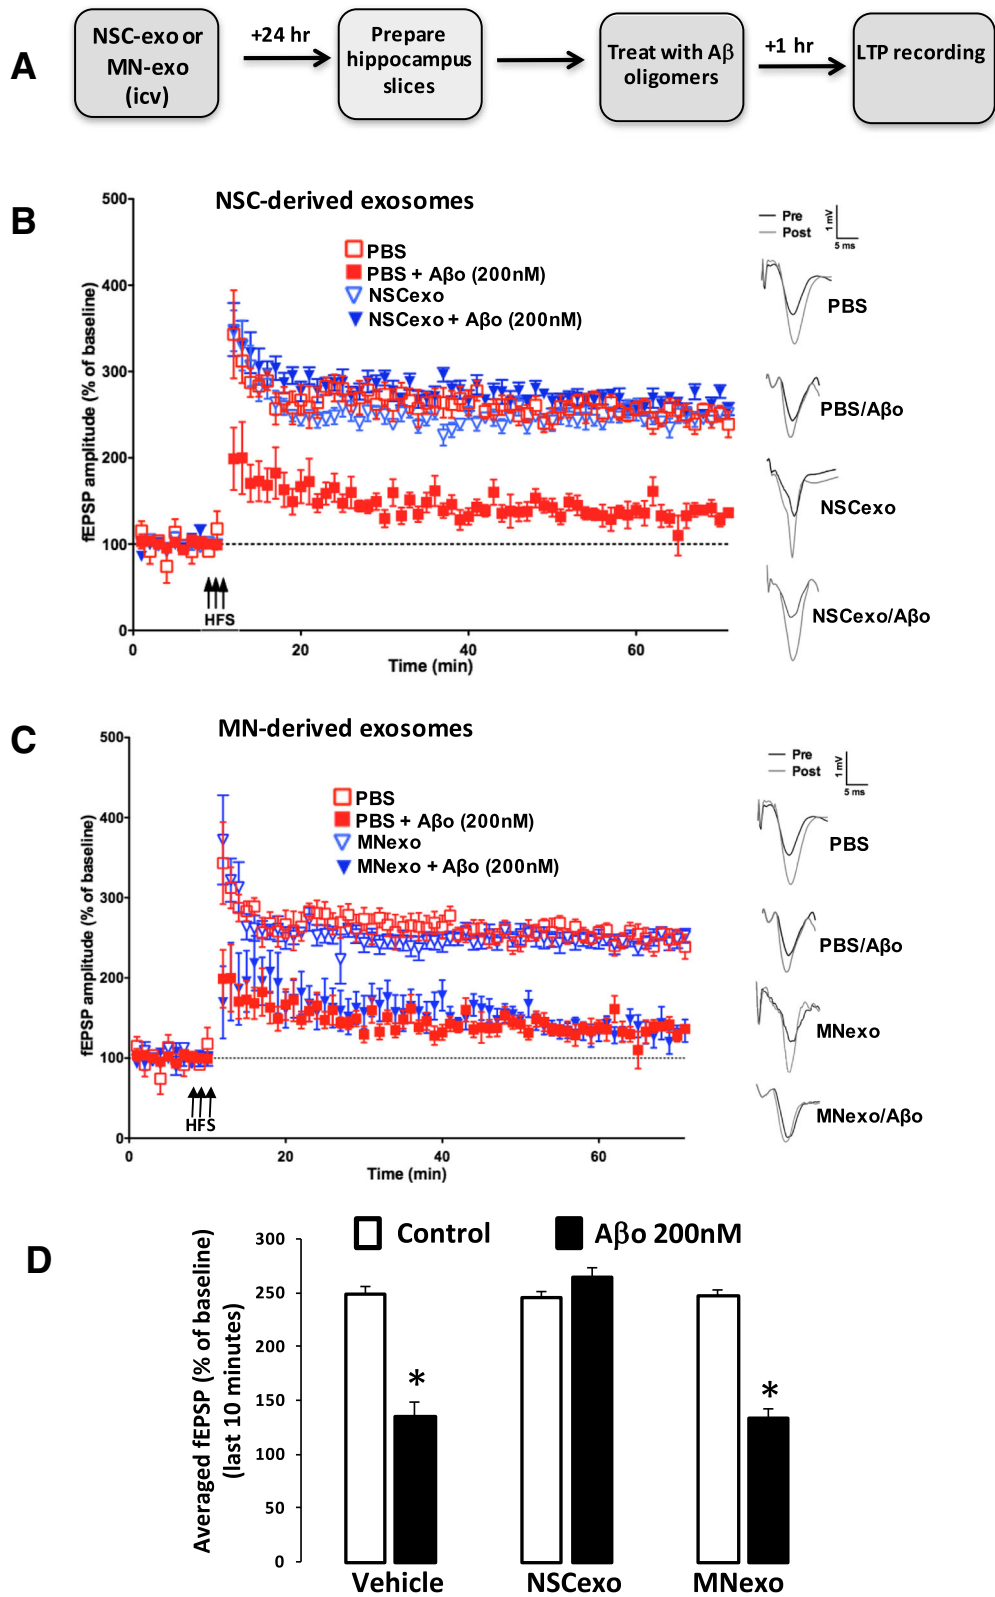 A
NSC-exo or
MN-exo
(icv)
+24 hr
Prepare
hippocampus
slices
Treat with Aβ
oligomers
+1 hr
LTP recording
B
NSC-derived exosomes
fEPSP amplitude (% of baseline)
500
400
300
200
100
0
PBS
PBS + Aβo (200nM)
NSCexo
NSCexo + Aβo (200nM)
HFS
0
20
40
60
Time (min)
Pre
Post
1 mV
5 ms
PBS
PBS/Aβo
NSCexo
NSCexo/Aβo
C
MN-derived exosomes
fEPSP amplitude (% of baseline)
500
400
300
200
100
0
PBS
PBS + Aβo (200nM)
MNexo
MNexo + Aβo (200nM)
HFS
0
20
40
60
Time (min)
Pre
Post
1 mV
5 ms
PBS
PBS/Aβo
MNexo
MNexo/Aβo
D
Averaged fEPSP (% of baseline)
(last 10 minutes)
Control
Aβo 200nM
300
250
200
150
100
50
0
*
*
Vehicle
NSCexo
MNexo